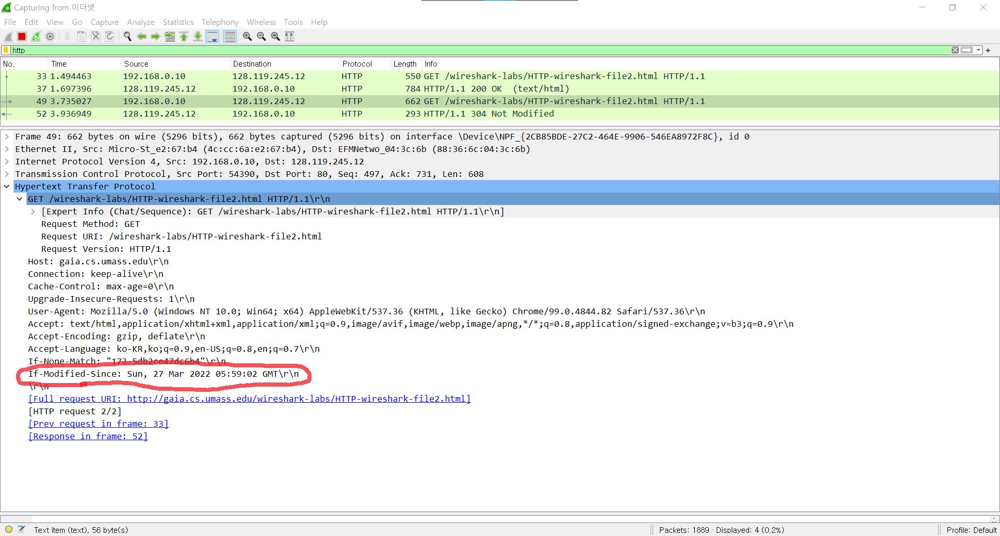 Capturing from 이더넷
File Edit View Go Capture Analyze Statistics Telephony Wireless Tools Help
http
No. Time Source Destination Protocol Length Info
33 1.494463 192.168.0.10 128.119.245.12 HTTP 550 GET /wireshark-labs/HTTP-wireshark-file2.html HTTP/1.1
37 1.697396 128.119.245.12 192.168.0.10 HTTP 784 HTTP/1.1 200 OK (text/html)
49 3.735027 192.168.0.10 128.119.245.12 HTTP 662 GET /wireshark-labs/HTTP-wireshark-file2.html HTTP/1.1
52 3.936949 128.119.245.12 192.168.0.10 HTTP 293 HTTP/1.1 304 Not Modified
Frame 49: 662 bytes on wire (5296 bits), 662 bytes captured (5296 bits) on interface \Device\NPF_{2CB85BDE-27C2-464E-9906-546EA8972F8C}, id 0
Ethernet II, Src: Micro-St_e2:67:b4 (4c:cc:6a:e2:67:b4), Dst: EFMNetwo_04:3c:6b (88:36:6c:04:3c:6b)
Internet Protocol Version 4, Src: 192.168.0.10, Dst: 128.119.245.12
Transmission Control Protocol, Src Port: 54390, Dst Port: 80, Seq: 497, Ack: 731, Len: 608
Hypertext Transfer Protocol
GET /wireshark-labs/HTTP-wireshark-file2.html HTTP/1.1\r\n
[Expert Info (Chat/Sequence): GET /wireshark-labs/HTTP-wireshark-file2.html HTTP/1.1\r\n]
Request Method: GET
Request URI: /wireshark-labs/HTTP-wireshark-file2.html
Request Version: HTTP/1.1
Host: gaia.cs.umass.edu\r\n
Connection: keep-alive\r\n
Cache-Control: max-age=0\r\n
Upgrade-Insecure-Requests: 1\r\n
User-Agent: Mozilla/5.0 (Windows NT 10.0; Win64; x64) AppleWebKit/537.36 (KHTML, like Gecko) Chrome/99.0.4844.82 Safari/537.36\r\n
Accept: text/html,application/xhtml+xml,application/xml;q=0.9,image/avif,image/webp,image/apng,*/*;q=0.8,application/signed-exchange;v=b3;q=0.9\r\n
Accept-Encoding: gzip, deflate\r\n
Accept-Language: ko-KR,ko;q=0.9,en-US;q=0.8,en;q=0.7\r\n
If-None-Match: "173-5db2ce47dc6b4"\r\n
If-Modified-Since: Sun, 27 Mar 2022 05:59:02 GMT\r\n
\r\n
[Full request URI: http://gaia.cs.umass.edu/wireshark-labs/HTTP-wireshark-file2.html]
[HTTP request 2/2]
[Prev request in frame: 33]
[Response in frame: 52]
Text item (text), 56 byte(s) Packets: 1889 · Displayed: 4 (0.2%) Profile: Default